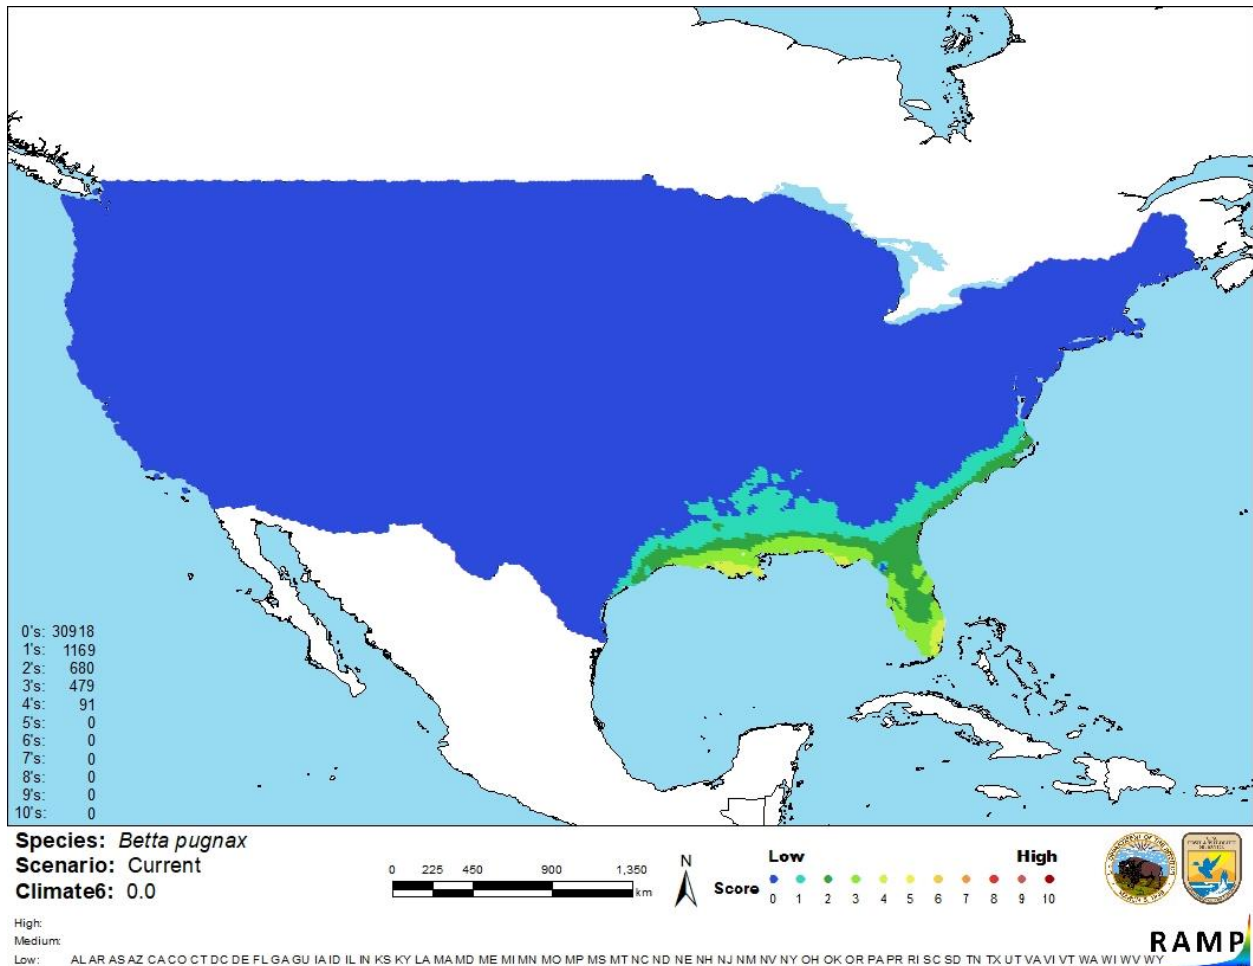 0's: 30918
1's: 1169
2's: 680
3's: 479
4's: 91
5's: 0
6's: 0
7's: 0
8's: 0
9's: 0
10's: 0
Species: Betta pugnax
Scenario: Current
Climate6: 0.0
0 225 450 900 1,350
km
N
Low High
Score
0 1 2 3 4 5 6 7 8 9 10
RAMP
High:
Medium:
Low: AL AR AS AZ CA CO CT DC DE FL GA GU IA ID IL IN KS KY LA MA MD ME MI MN MO MP MS MT NC ND NE NH NJ NM NV NY OH OK OR PA PR RI SC SD TN TX UT VA VI VT WA WI WV WY